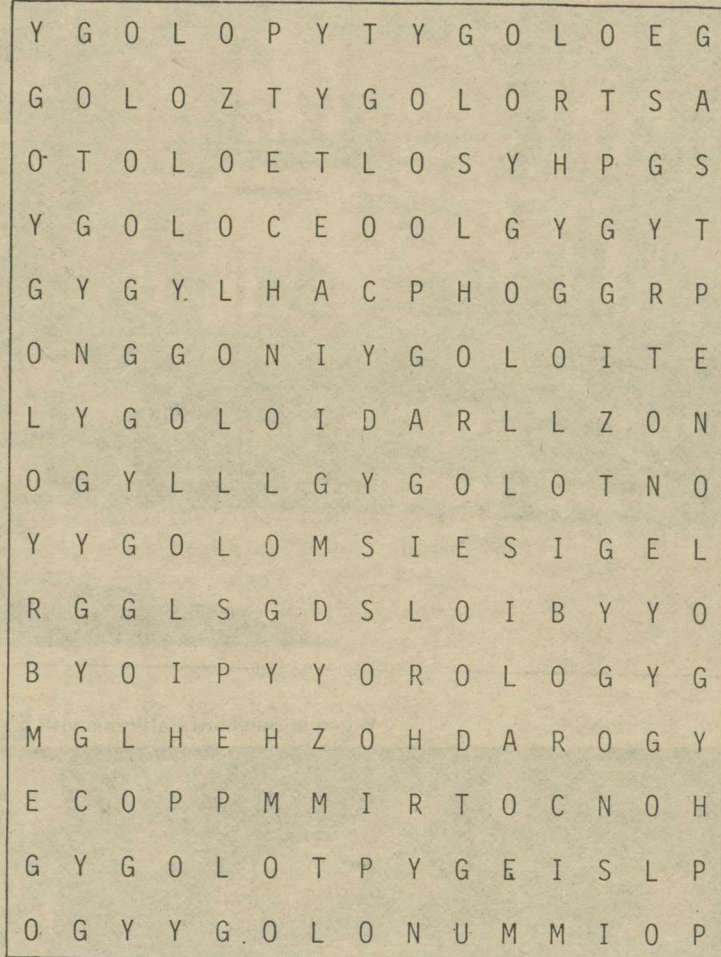 Y G O L O P Y T Y G O L O E G
G O L O Z T Y G O L O R T S A
O T O L O E T L O S Y H P G S
Y G O L O C E O O L G Y G Y T
G Y G Y L H A C P H O G G R P
O N G G O N I Y G O L O I T E
L Y G O L O I D A R L L Z O N
O G Y L L L G Y G O L O T N O
Y Y G O L O M S I E S I G E L
R G G L S G D S L O I B Y Y O
B Y O I P Y Y O R O L O G Y G
M G L H E H Z O H D A R O G Y
E C O P P M M I R T O C N O H
G Y G O L O T P Y G E I S L P
O G Y Y G O L O N U M M I O P